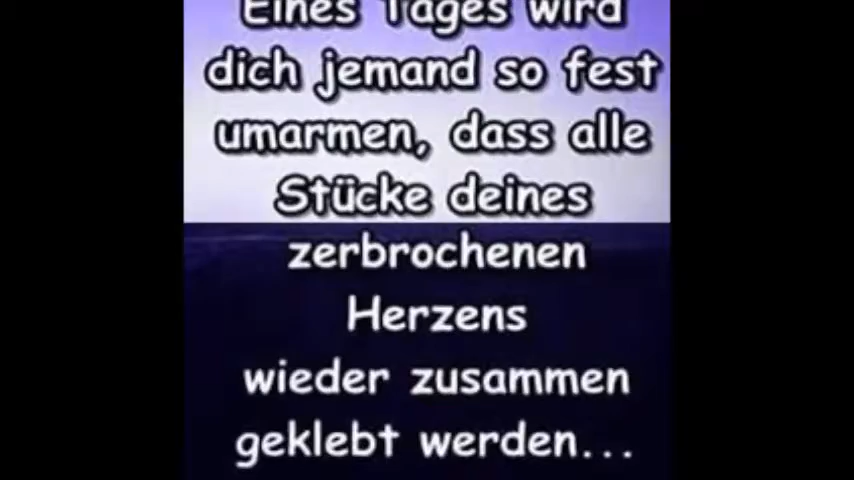 Eines Tages wird
dich jemand so fest
umarmen, dass alle
Stücke deines
zerbrochenen
Herzens
wieder zusammen
geklebt werden...